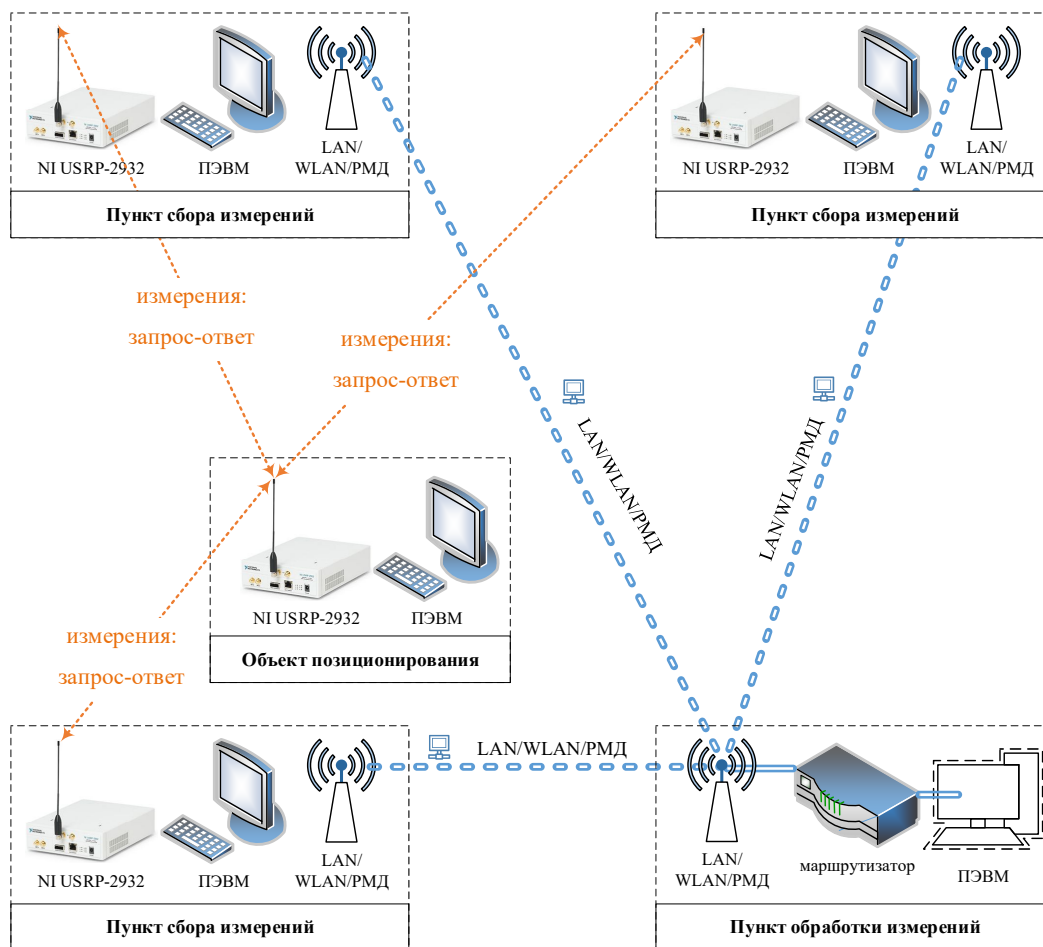 NI USRP-2932
ПЭВМ
LAN/
WLAN/РМД
Пункт сбора измерений
NI USRP-2932
ПЭВМ
LAN/
WLAN/РМД
Пункт сбора измерений
измерения:
запрос-ответ
измерения:
запрос-ответ
LAN/WLAN/РМД
LAN/WLAN/РМД
NI USRP-2932
ПЭВМ
Объект позиционирования
измерения:
запрос-ответ
NI USRP-2932
ПЭВМ
LAN/
WLAN/РМД
Пункт сбора измерений
LAN/WLAN/РМД
LAN/
WLAN/РМД
маршрутизатор
ПЭВМ
Пункт обработки измерений